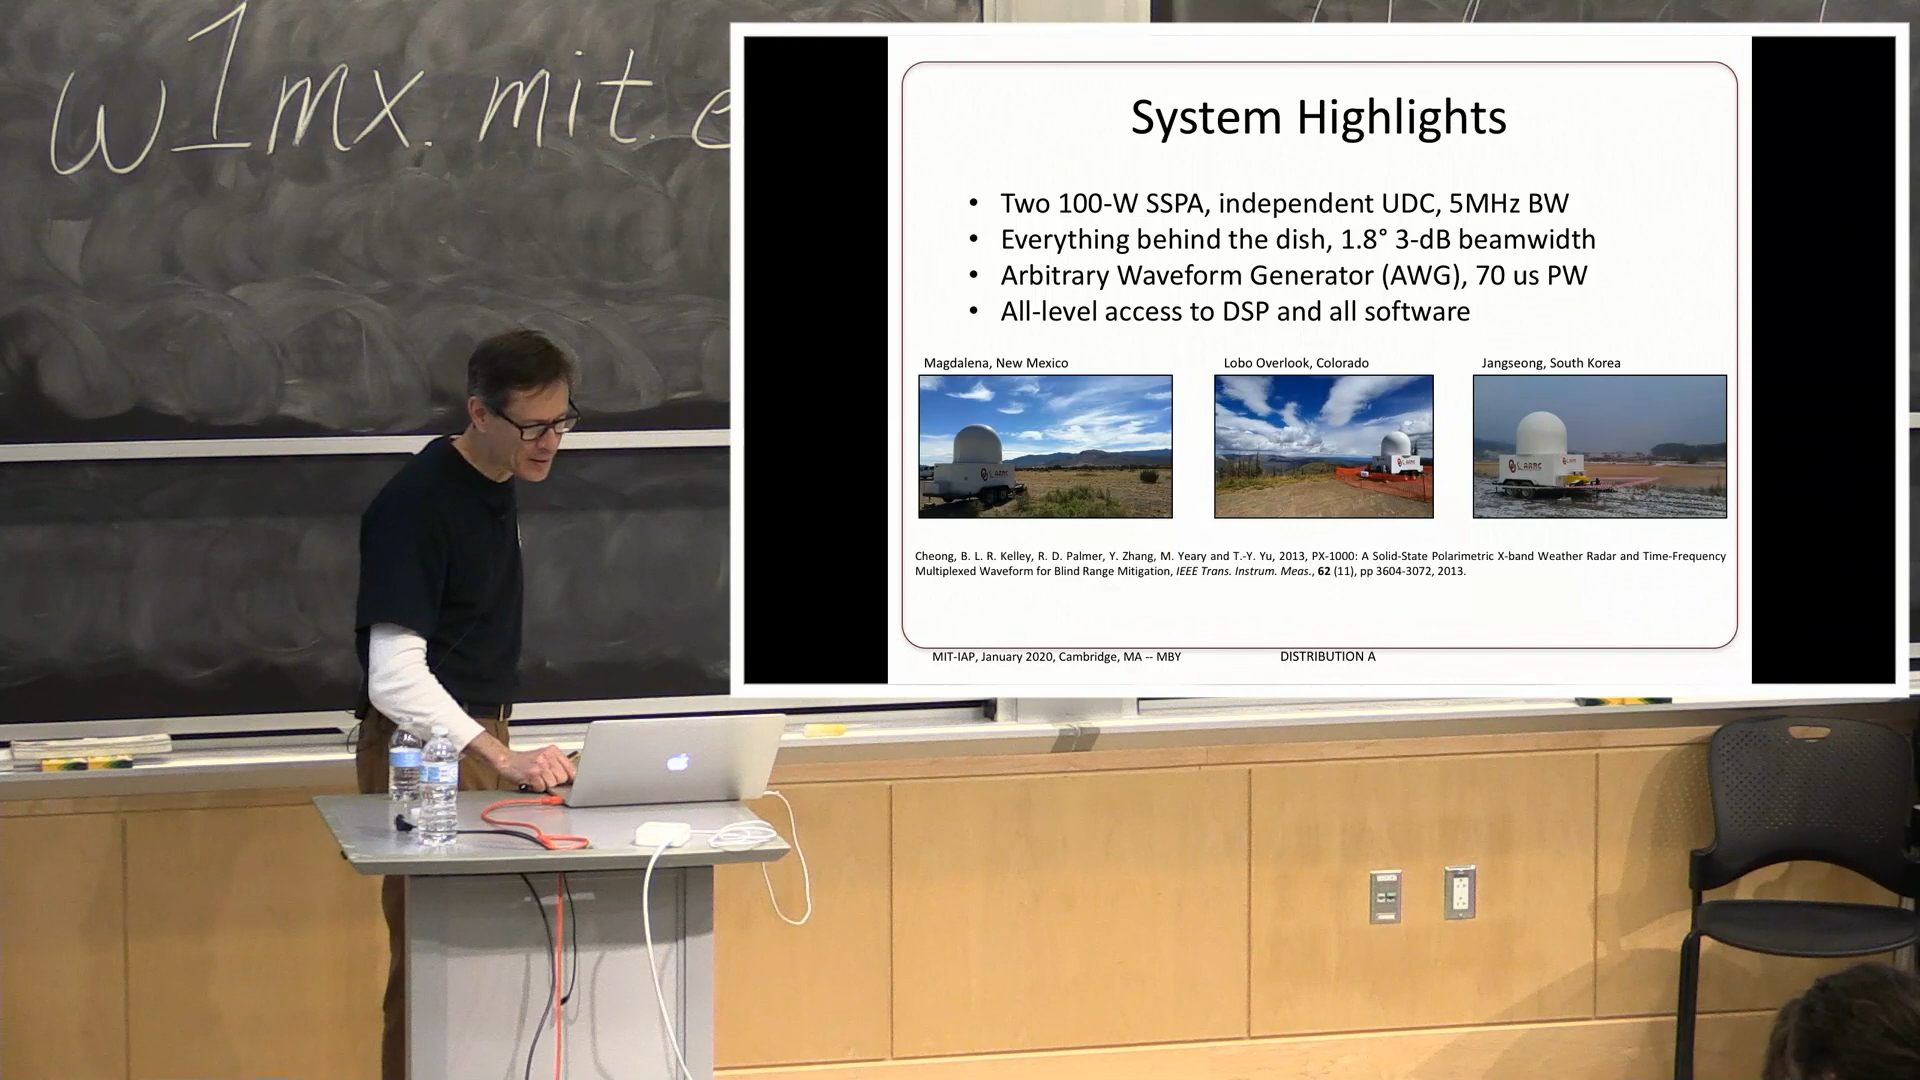 w1mx.mit.e
System Highlights
• Two 100-W SSPA, independent UDC, 5MHz BW
• Everything behind the dish, 1.8° 3-dB beamwidth
• Arbitrary Waveform Generator (AWG), 70 us PW
• All-level access to DSP and all software
Magdalena, New Mexico
Lobo Overlook, Colorado
Jangseong, South Korea
Cheong, B. L. R. Kelley, R. D. Palmer, Y. Zhang, M. Yeary and T.-Y. Yu, 2013, PX-1000: A Solid-State Polarimetric X-band Weather Radar and Time-Frequency
Multiplexed Waveform for Blind Range Mitigation, IEEE Trans. Instrum. Meas., 62 (11), pp 3604-3072, 2013.
MIT-IAP, January 2020, Cambridge, MA -- MBY
DISTRIBUTION A